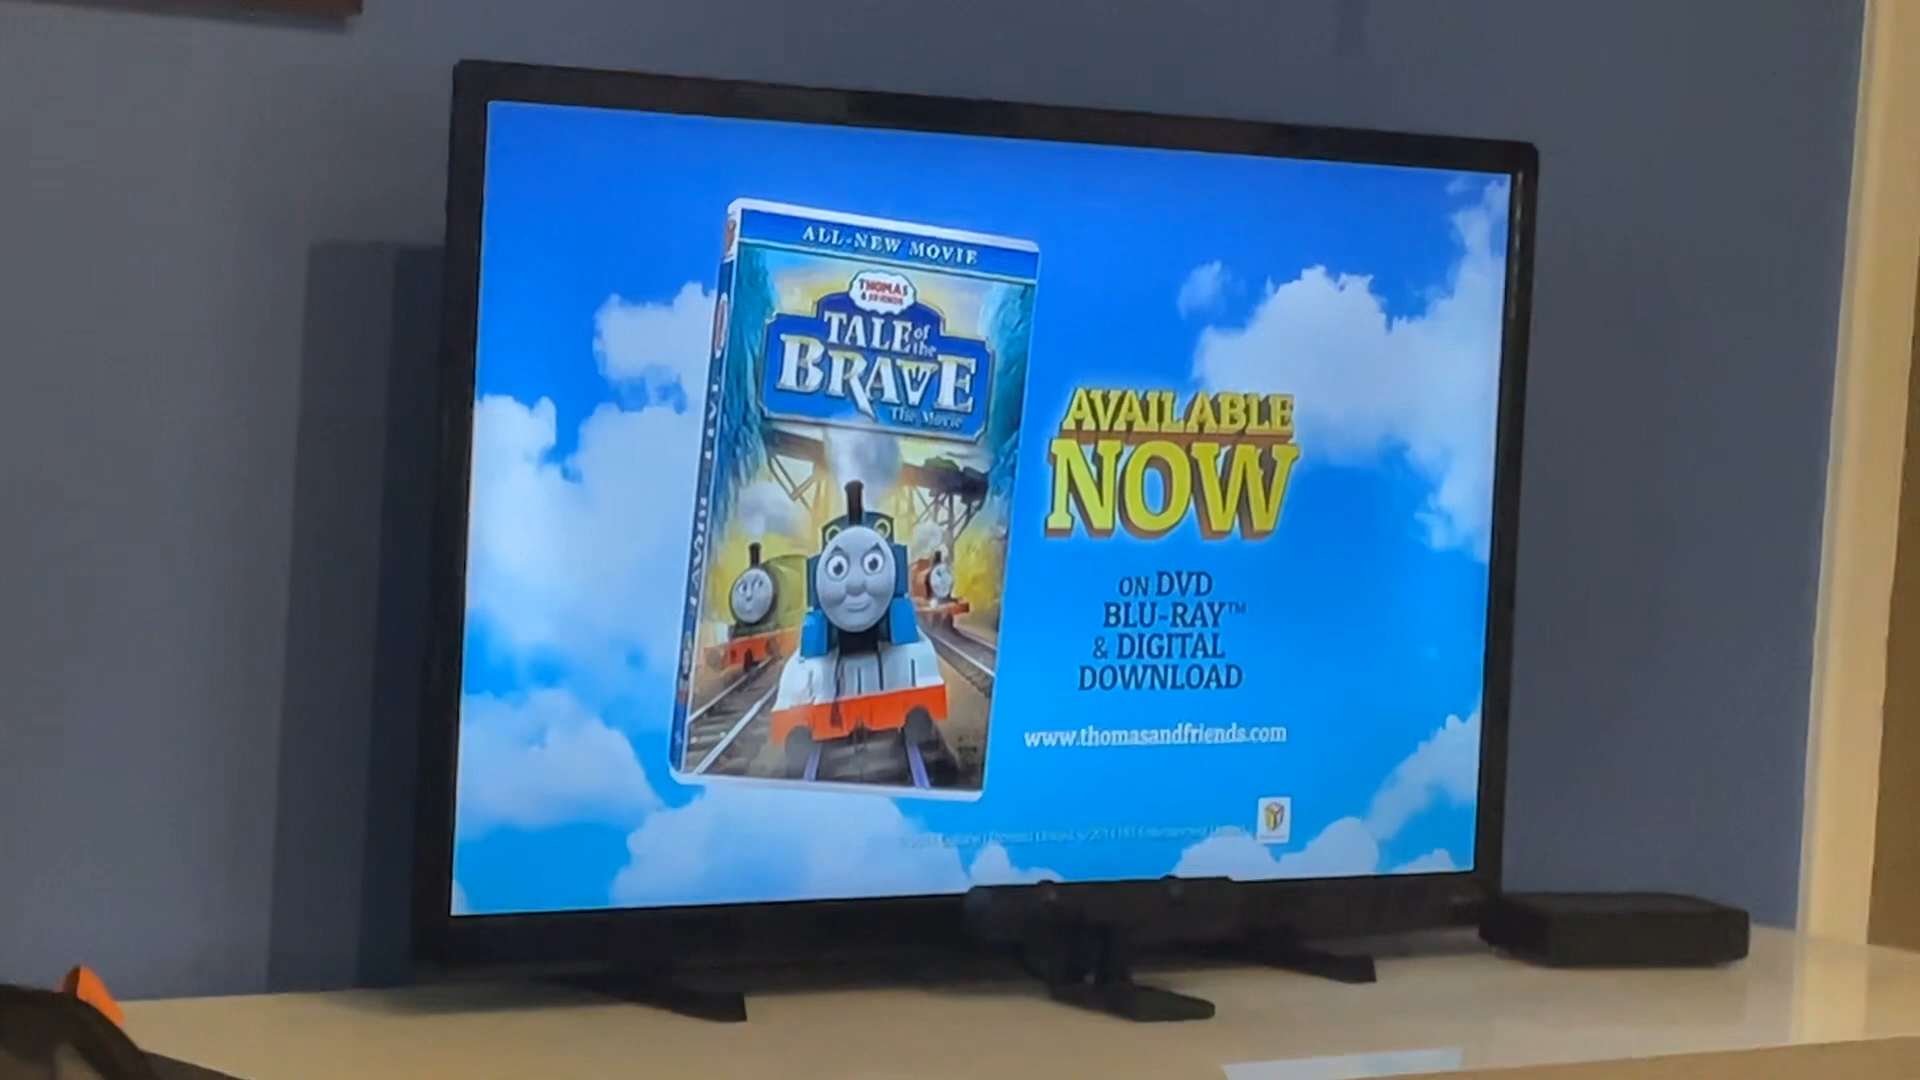 ALL-NEW MOVIE
THOMAS
& FRIENDS
TALE of
the
BRAVE
The Movie
AVAILABLE
NOW
ON DVD
BLU-RAY™
& DIGITAL
DOWNLOAD
www.thomasandfriends.com